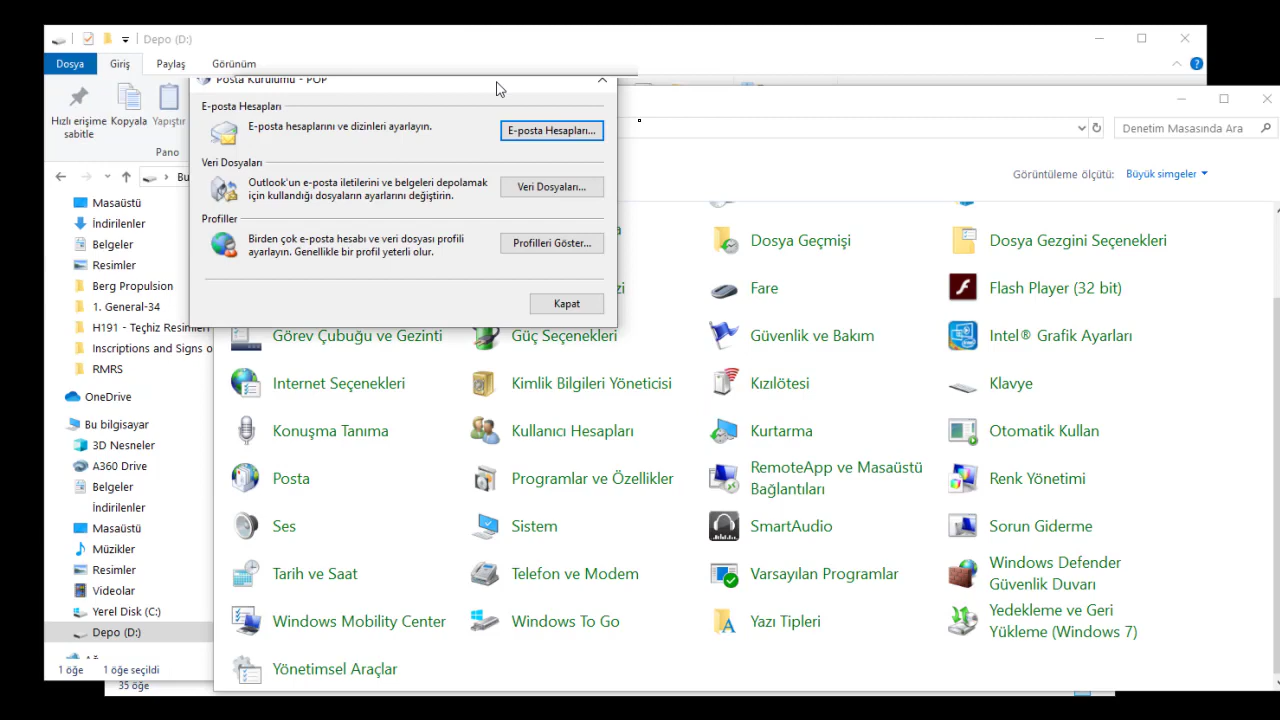 Depo (D:)
Dosya
Giriş
Paylaş
Görünüm
Hızlı erişime
sabitle
Kopyala
Yapıştır
Pano
Bu
Masaüstü
İndirilenler
Belgeler
Resimler
Berg Propulsion
1. General-34
H191 - Teçhiz Resimleri
Inscriptions and Signs o
RMRS
OneDrive
Bu bilgisayar
3D Nesneler
A360 Drive
Belgeler
İndirilenler
Masaüstü
Müzikler
Resimler
Videolar
Yerel Disk (C:)
Depo (D:)
1 öğe
1 öğe seçildi
35 öğe
Posta Kurulumu - POP
E-posta Hesapları
E-posta hesaplarını ve dizinleri ayarlayın.
E-posta Hesapları...
Veri Dosyaları
Outlook'un e-posta iletilerini ve belgeleri depolamak
için kullandığı dosyaların ayarlarını değiştirin.
Veri Dosyaları...
Profiller
Birden çok e-posta hesabı ve veri dosyası profili
ayarlayın. Genellikle bir profil yeterli olur.
Profilleri Göster...
Kapat
Denetim Masasında Ara
Görüntüleme ölçütü:
Büyük simgeler
Dosya Geçmişi
Dosya Gezgini Seçenekleri
Fare
Flash Player (32 bit)
Görev Çubuğu ve Gezinti
Güç Seçenekleri
Güvenlik ve Bakım
Intel® Grafik Ayarları
Internet Seçenekleri
Kimlik Bilgileri Yöneticisi
Kızılötesi
Klavye
Konuşma Tanıma
Kullanıcı Hesapları
Kurtarma
Otomatik Kullan
Posta
Programlar ve Özellikler
RemoteApp ve Masaüstü
Bağlantıları
Renk Yönetimi
Ses
Sistem
SmartAudio
Sorun Giderme
Tarih ve Saat
Telefon ve Modem
Varsayılan Programlar
Windows Defender
Güvenlik Duvarı
Windows Mobility Center
Windows To Go
Yazı Tipleri
Yedekleme ve Geri
Yükleme (Windows 7)
Yönetimsel Araçlar